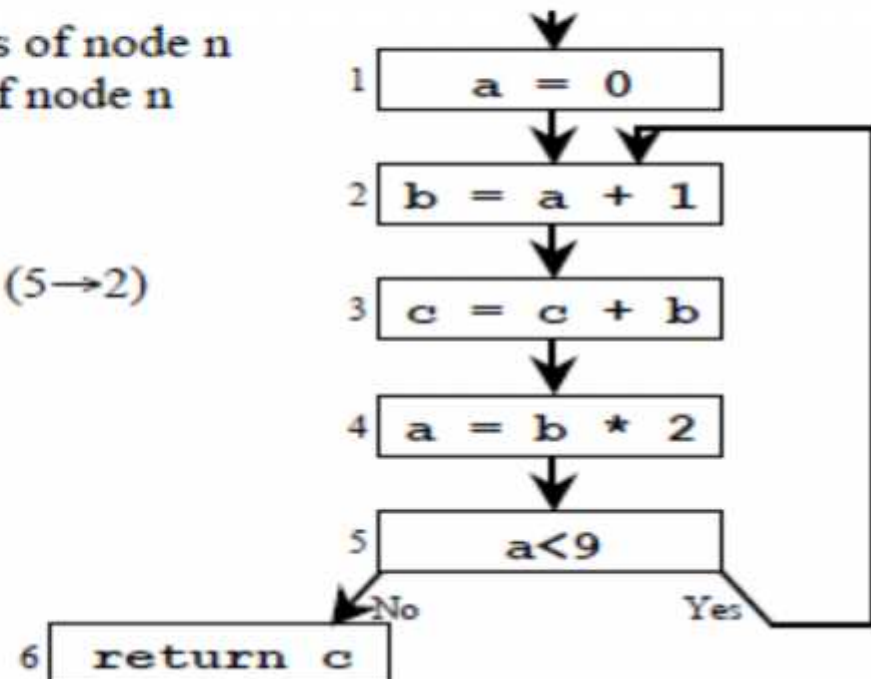 s of node n
f node n
(5→2)
1 a = 0
2 b = a + 1
3 c = c + b
4 a = b * 2
5 a<9
No Yes
6 return c